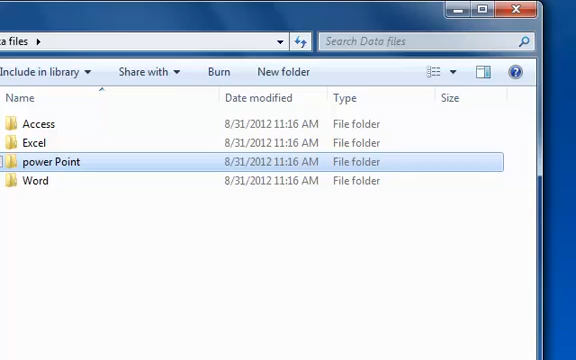 ta files
Search Data files
Include in library Share with Burn New folder
Name Date modified Type Size
Access 8/31/2012 11:16 AM File folder
Excel 8/31/2012 11:16 AM File folder
power Point 8/31/2012 11:16 AM File folder
Word 8/31/2012 11:16 AM File folder